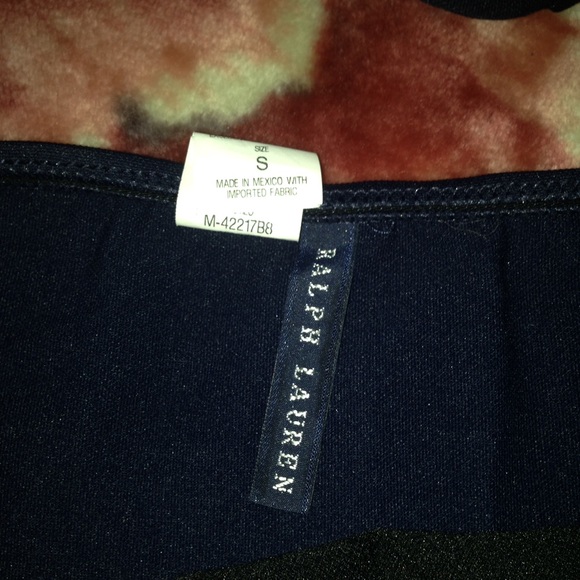 SIZE
S
MADE IN MEXICO WITH
IMPORTED FABRIC
M-42217B8
RALPH LAUREN